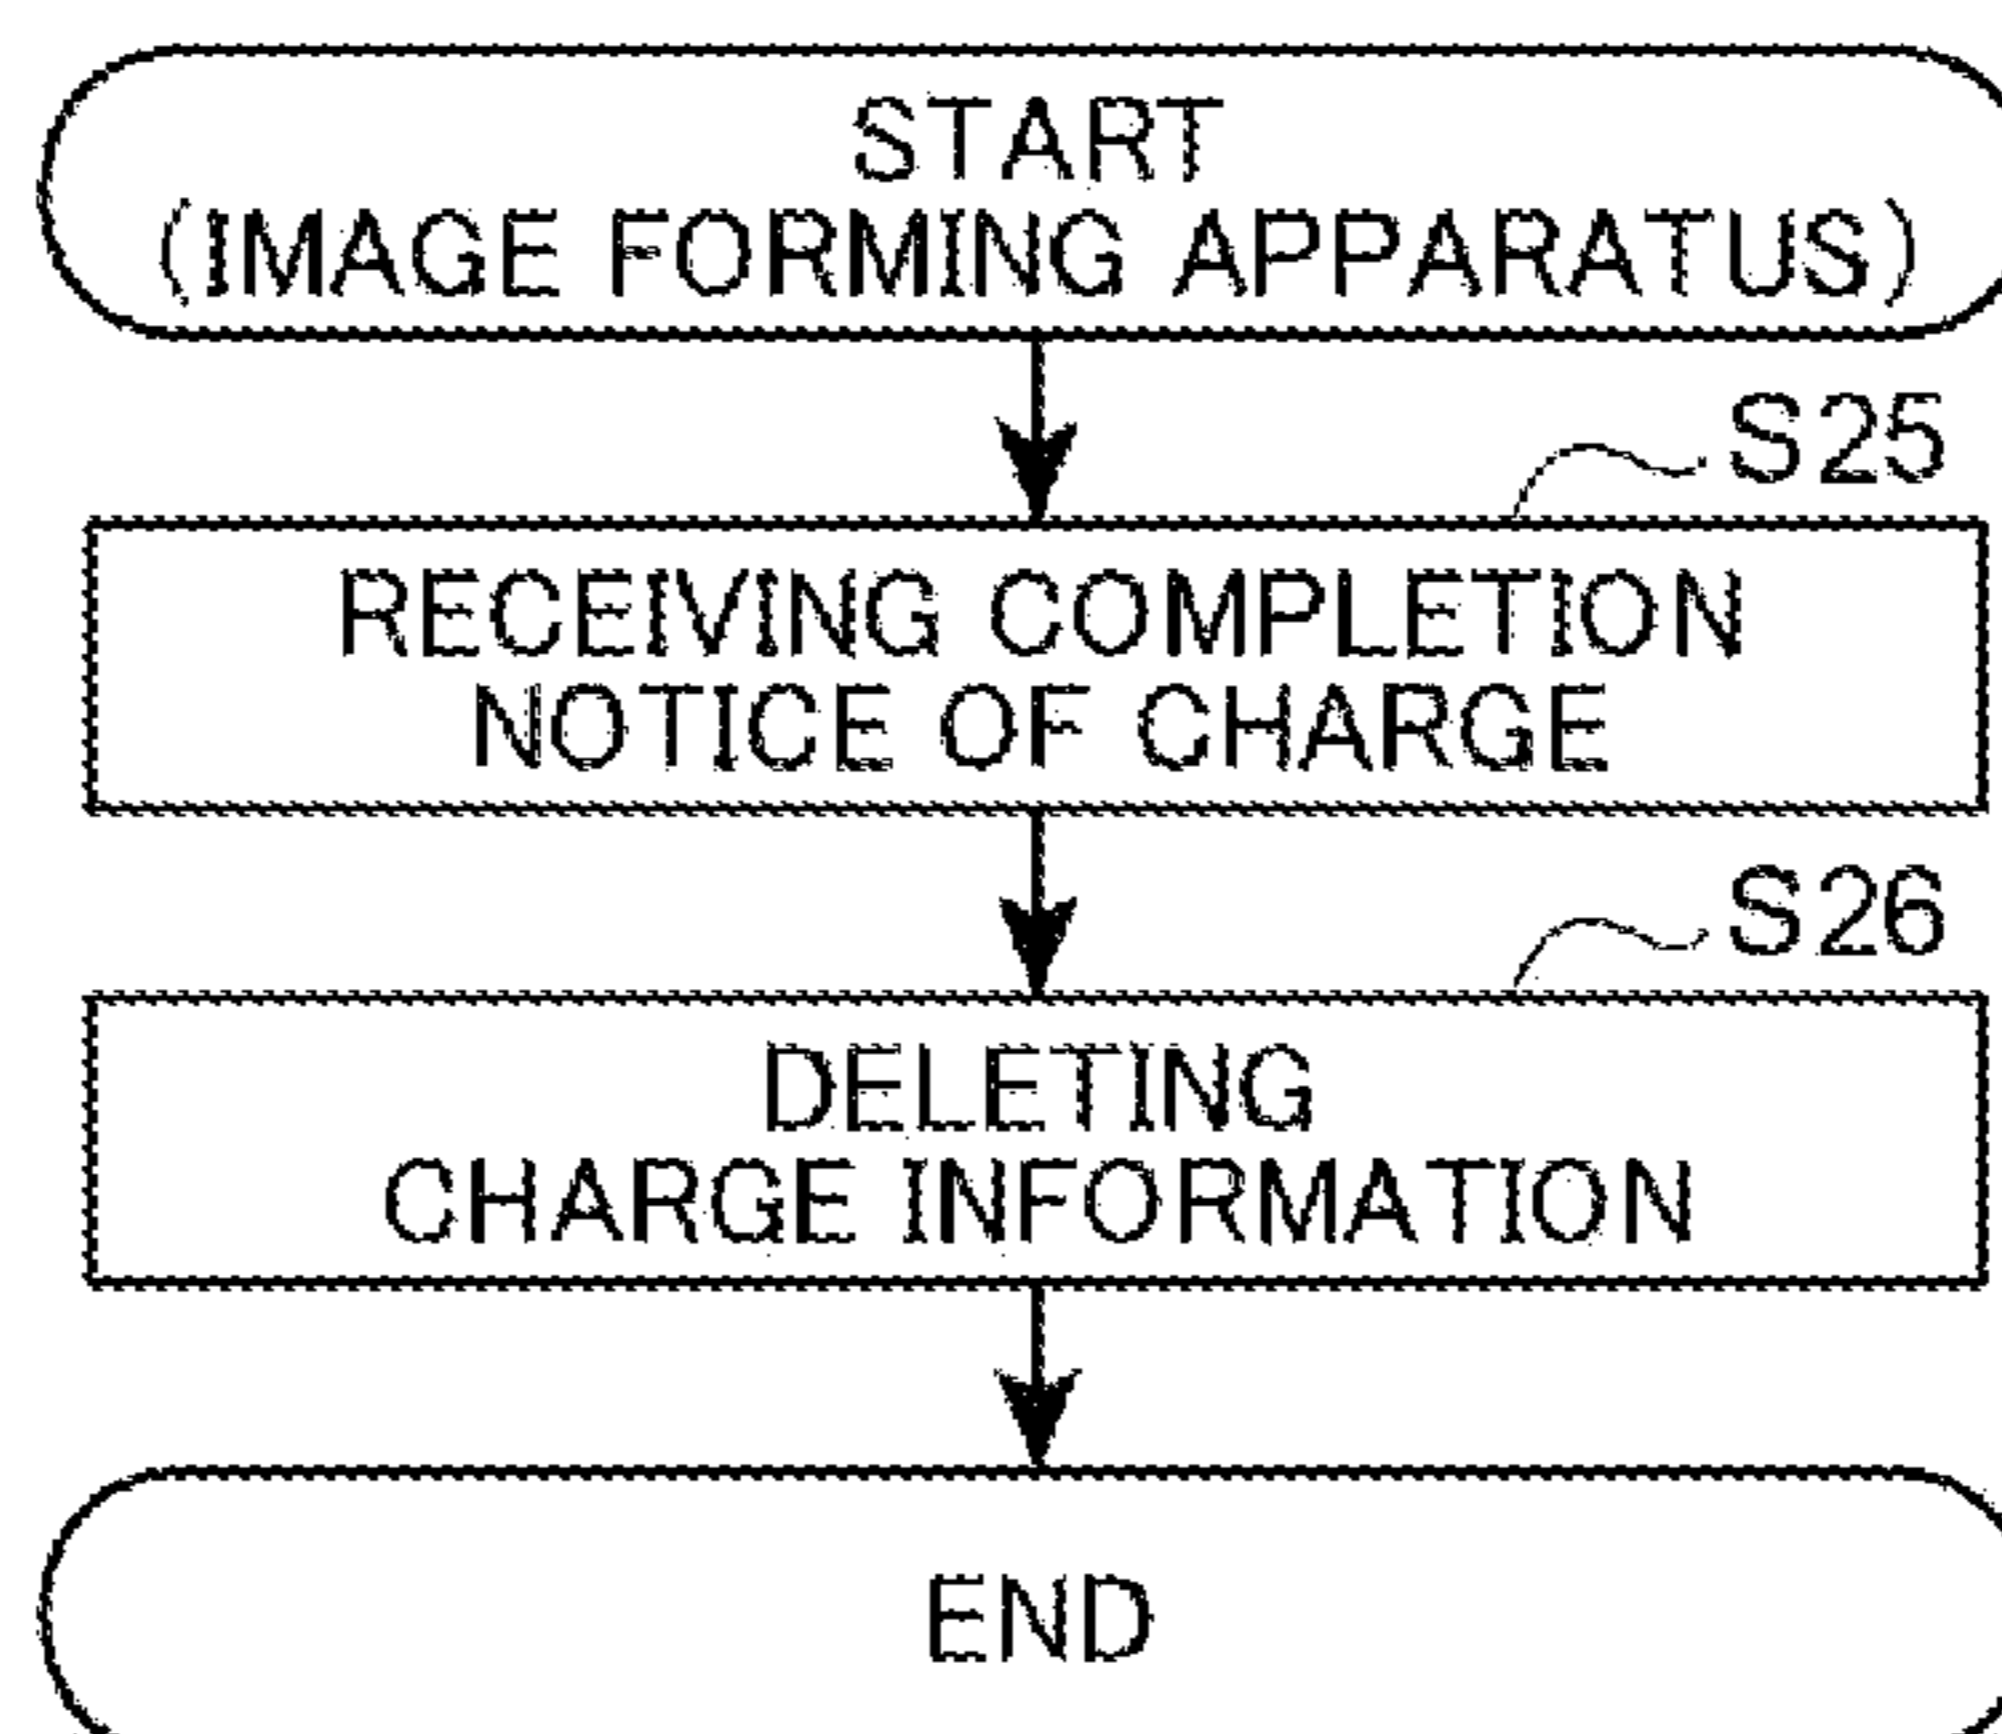 START
(IMAGE FORMING APPARATUS)
S25
RECEIVING COMPLETION
NOTICE OF CHARGE
S26
DELETING
CHARGE INFORMATION
END